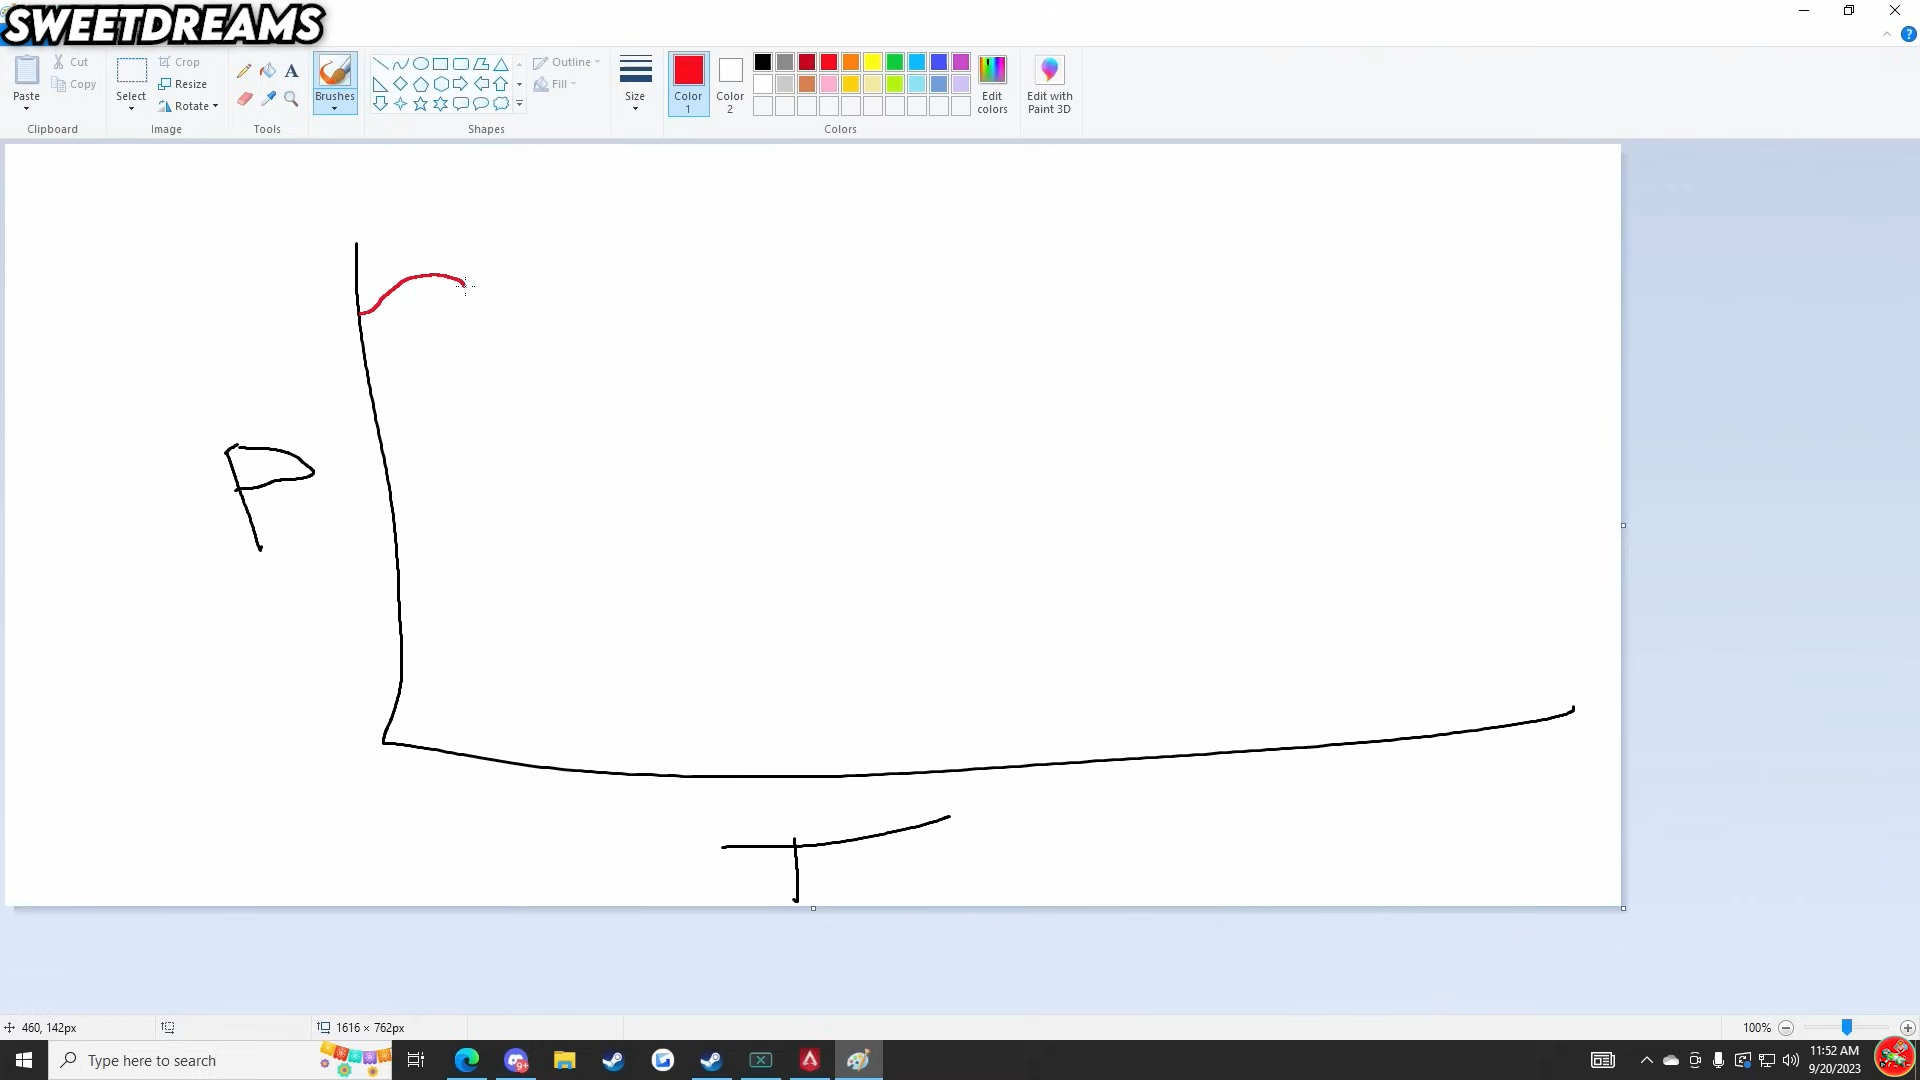 SWEETDREAMS
Paste
Cut
Copy
Clipboard
Select
Crop
Resize
Rotate
Image
A
Tools
Brushes
Outline
Fill
Shapes
Size
Color 1
Color 2
Edit colors
Colors
Edit with Paint 3D
?
P
T
460, 142px
1616 × 762px
100%
Type here to search
9+
11:52 AM
9/20/2023